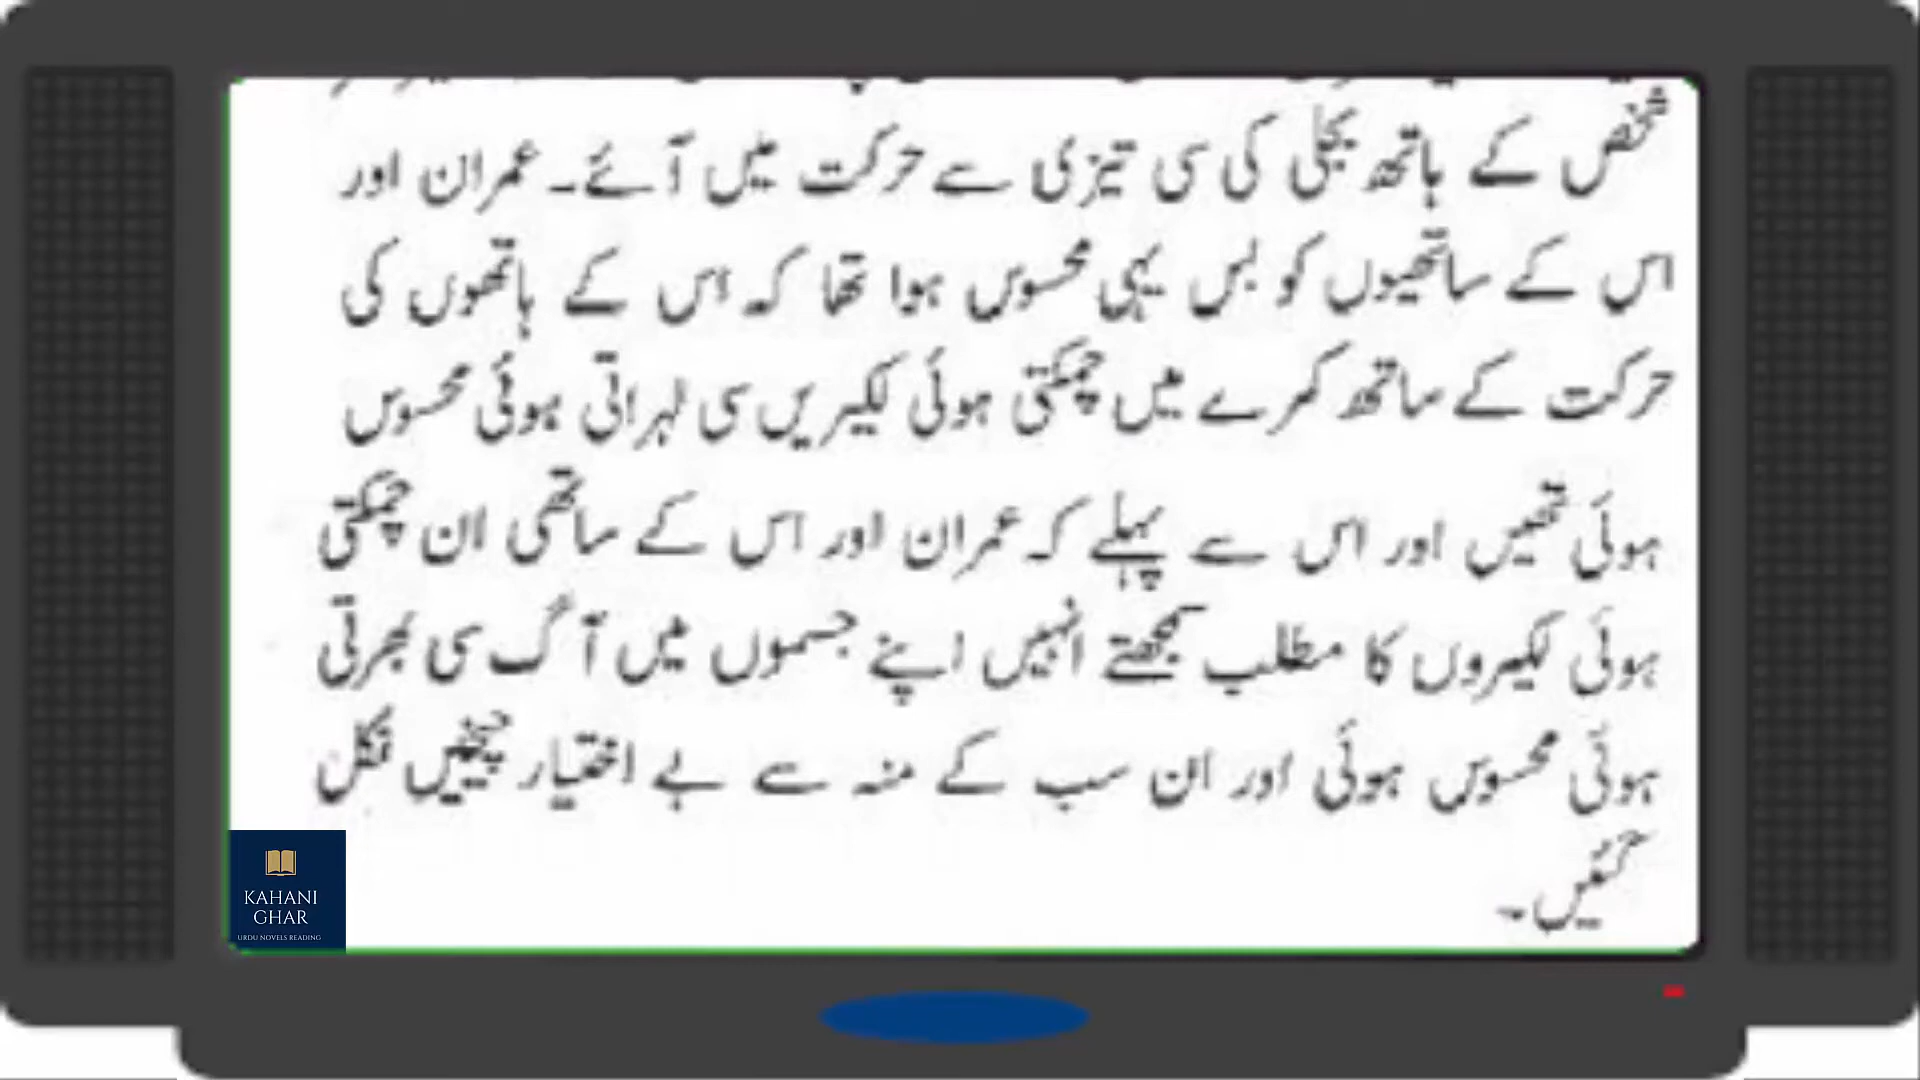 شخص کے ہاتھ بجلی کی سی تیزی سے حرکت میں آئے۔ عمران اور
اس کے ساتھیوں کو بس یہی محسوس ہوا تھا کہ اس کے ہاتھوں کی
حرکت کے ساتھ کمرے میں چمکتی ہوئی لکیریں سی لہراتی ہوئی محسوس
ہوئی تھیں اور اس سے پہلے کہ عمران اور اس کے ساتھی ان چمکتی
ہوئی لکیروں کا مطلب سمجھتے انہیں اپنے جسموں میں آگ سی بھرتی
ہوئی محسوس ہوئی اور ان سب کے منہ سے بے اختیار چیخیں نکل
گئیں۔
KAHANI
GHAR
URDU NOVELS READING